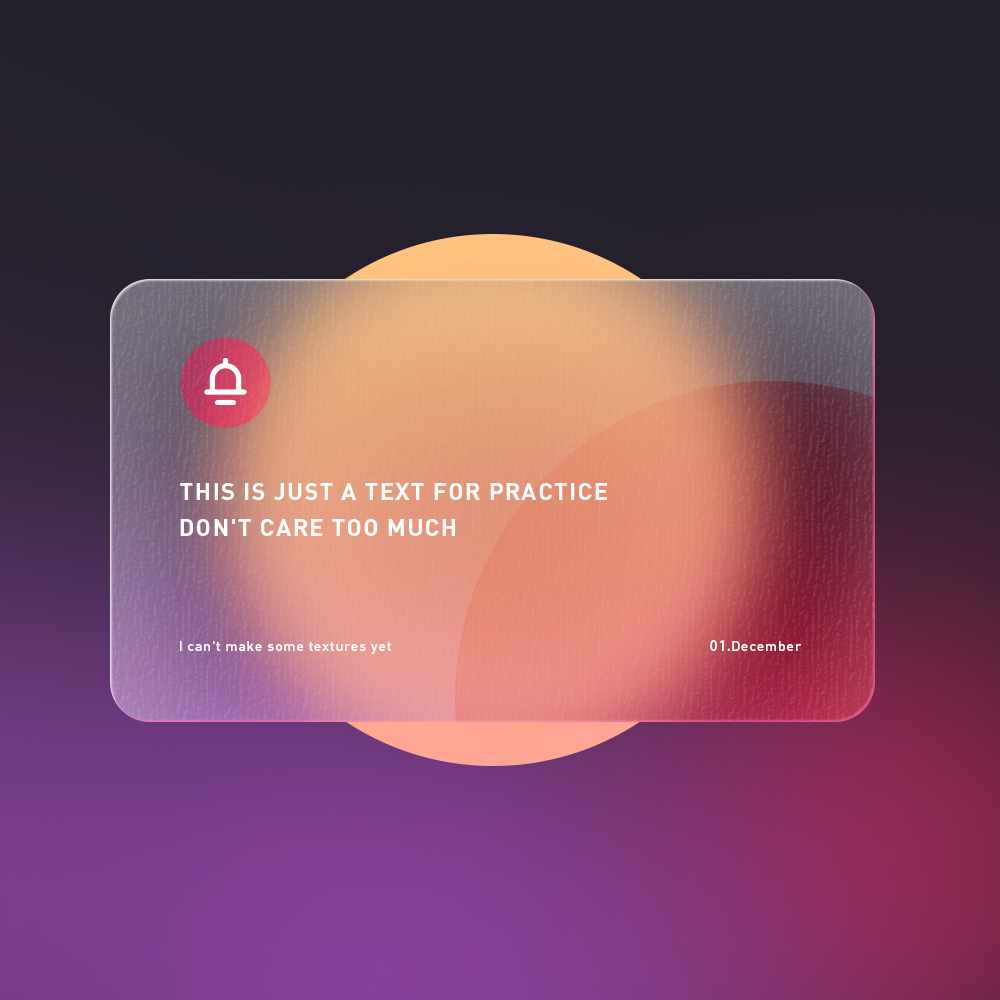 THIS IS JUST A TEXT FOR PRACTICE
DON'T CARE TOO MUCH
I can't make some textures yet
01.December